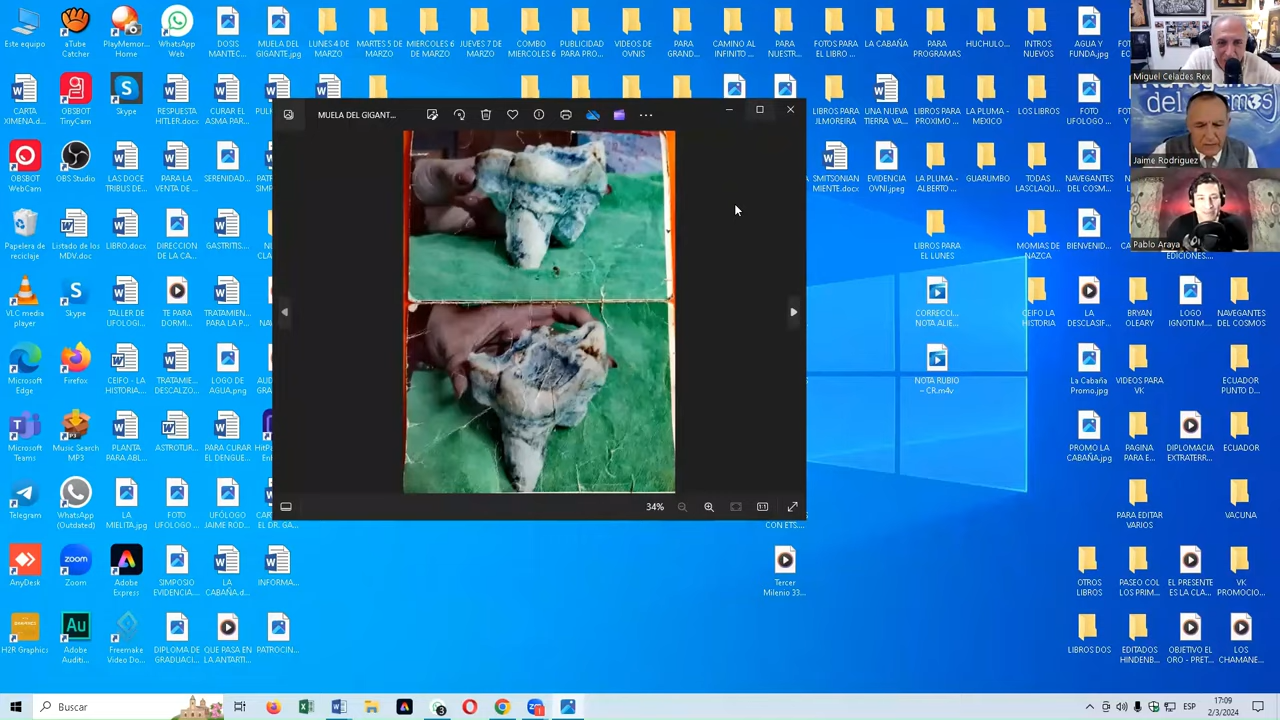 Este equipo
aTube Catcher
PlayMemor... Home
WhatsApp Web
DOSIS MANTEC...
MUELA DEL GIGANTE.jpg
LUNES 4 DE MARZO
MARTES 5 DE MARZO
MIERCOLES 6 DE MARZO
JUEVES 7 DE MARZO
COMBO MIERCOLES 6
PUBLICIDAD PARA PRO...
VIDEOS DE OVNIS
PARA GRAND...
CAMINO AL INFINITO ...
PARA NUESTR...
FOTOS PARA EL LIBRO ...
LA CABAÑA
PARA PROGRAMAS
HUCHULO...
INTROS NUEVOS
AGUA Y FUNDA.jpg
Miguel Celades Rex
CARTA XIMENA.d...
OBSBOT TinyCam
Skype
RESPUESTA HITLER.docx
CURAR EL ASMA PAR...
LIBROS PARA J.J.MOREIRA
UNA NUEVA TIERRA VA...
LIBROS PARA PROXIMO ...
LA PLUMA - MEXICO
LOS LIBROS
FOTO UFOLOGO ...
Navegantes del Cosmos
Jaime Rodriguez
MUELA DEL GIGANT...
OBSBOT WebCam
OBS Studio
LAS DOCE TRIBUS DE...
PARA LA VENTA DE ...
SERENIDAD...
SMITSONIAN MIENTE.docx
EVIDENCIA OVNI.jpeg
LA PLUMA - ALBERTO ...
GUARUMBO
TODAS LASCLAQU...
NAVEGANTES DEL COSM...
Pablo Araya
Papelera de reciclaje
Listado de los MDV.doc
LIBRO.docx
DIRECCION DE LA CA...
GASTRITIS...
LIBROS PARA EL LUNES
MOMIAS DE NAZCA
BIENVENID...
EDICIONES...
VLC media player
Skype
TALLER DE UFOLOGI...
TE PARA DORMI...
TRATAMIEN... PARA LA P...
CORRECCI... NOTA ALIE...
CEIFO LA HISTORIA
LA DESCLASIF...
BRYAN OLEARY
LOGO IGNOTUM...
NAVEGANTES DEL COSMOS
Microsoft Edge
Firefox
CEIFO - LA HISTORIA...
TRATAMIE... DESCALZO...
LOGO DE AGUA.png
NOTA RUBIO - CR.m4v
La Cabaña Promo.jpg
VIDEOS PARA VK
ECUADOR PUNTO D...
Microsoft Teams
Music Search MP3
PLANTA PARA ABL...
ASTROTUR...
PARA CURAR EL DENGUE...
PROMO LA CABAÑA.jpg
PAGINA PARA E...
DIPLOMACIA EXTRATERR...
ECUADOR
Telegram
WhatsApp (Outdated)
LA MIELITA.jpg
FOTO UFOLOGO ...
UFÓLOGO JAIME ROD...
34%
CON ETS...
PARA EDITAR VARIOS
VACUNA
AnyDesk
Zoom
Adobe Express
SIMPOSIO EVIDENCIA...
LA CABAÑA.d...
INFORMA...
Tercer Milenio 33...
OTROS LIBROS
PASEO COL LOS PRIM...
EL PRESENTE ES LA CLA...
VK PROMOCIO...
H2R Graphics
Adobe Auditi...
Freemake Video Do...
DIPLOMA DE GRADUACI...
QUE PASA EN LA ANTARTI...
PATROCIN...
LIBROS DOS
EDITADOS HINDENB...
OBJETIVO EL ORO - PRET...
LOS CHAMANE...
Buscar
ESP
17:09
2/3/2024